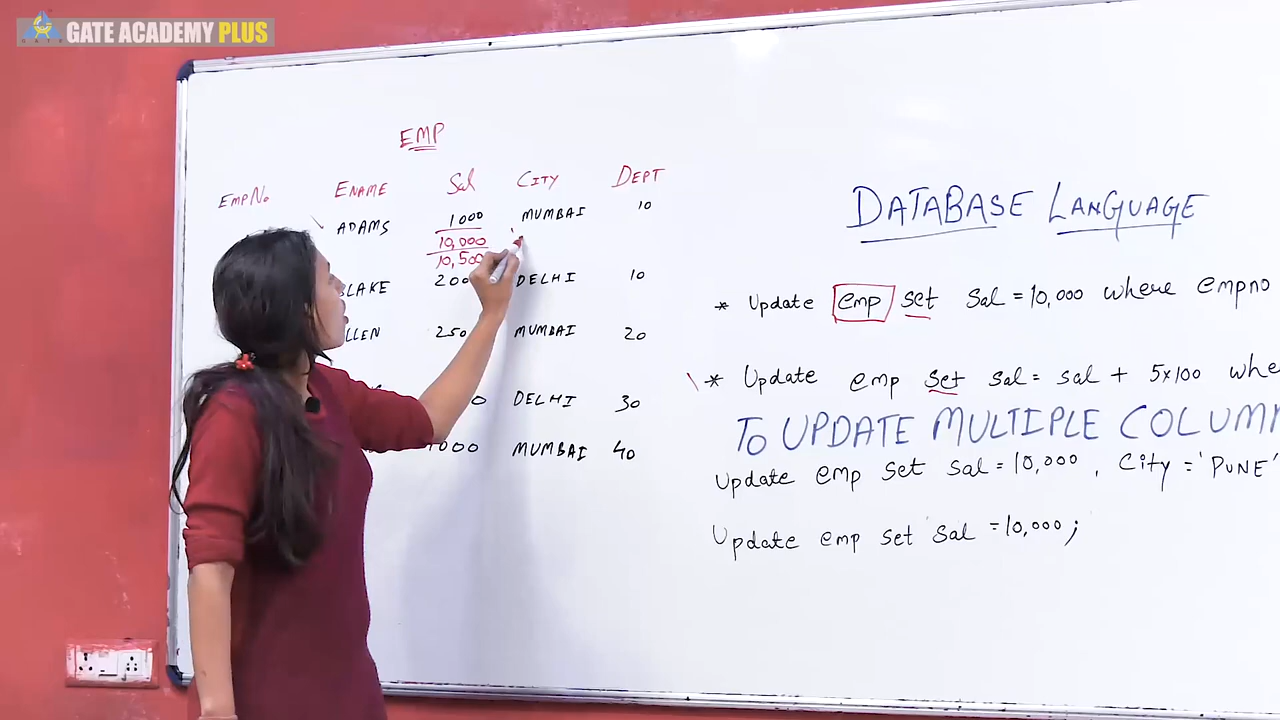 GATE ACADEMY PLUS
EMP
EMPNo ENAME Sal CITY DEPT
ADAMS 1000 MUMBAI 10
10,000
10,500
DELHI 10
MUMBAI 20
DELHI 30
MUMBAI 40
DATABASE LANGUAGE
* Update emp set Sal = 10,000 where empno
* Update emp set Sal = Sal + 5x100
TO UPDATE MULTIPLE
Update emp set Sal = 10,000 , City = 'PUNE'
Update emp set Sal = 10,000 ;